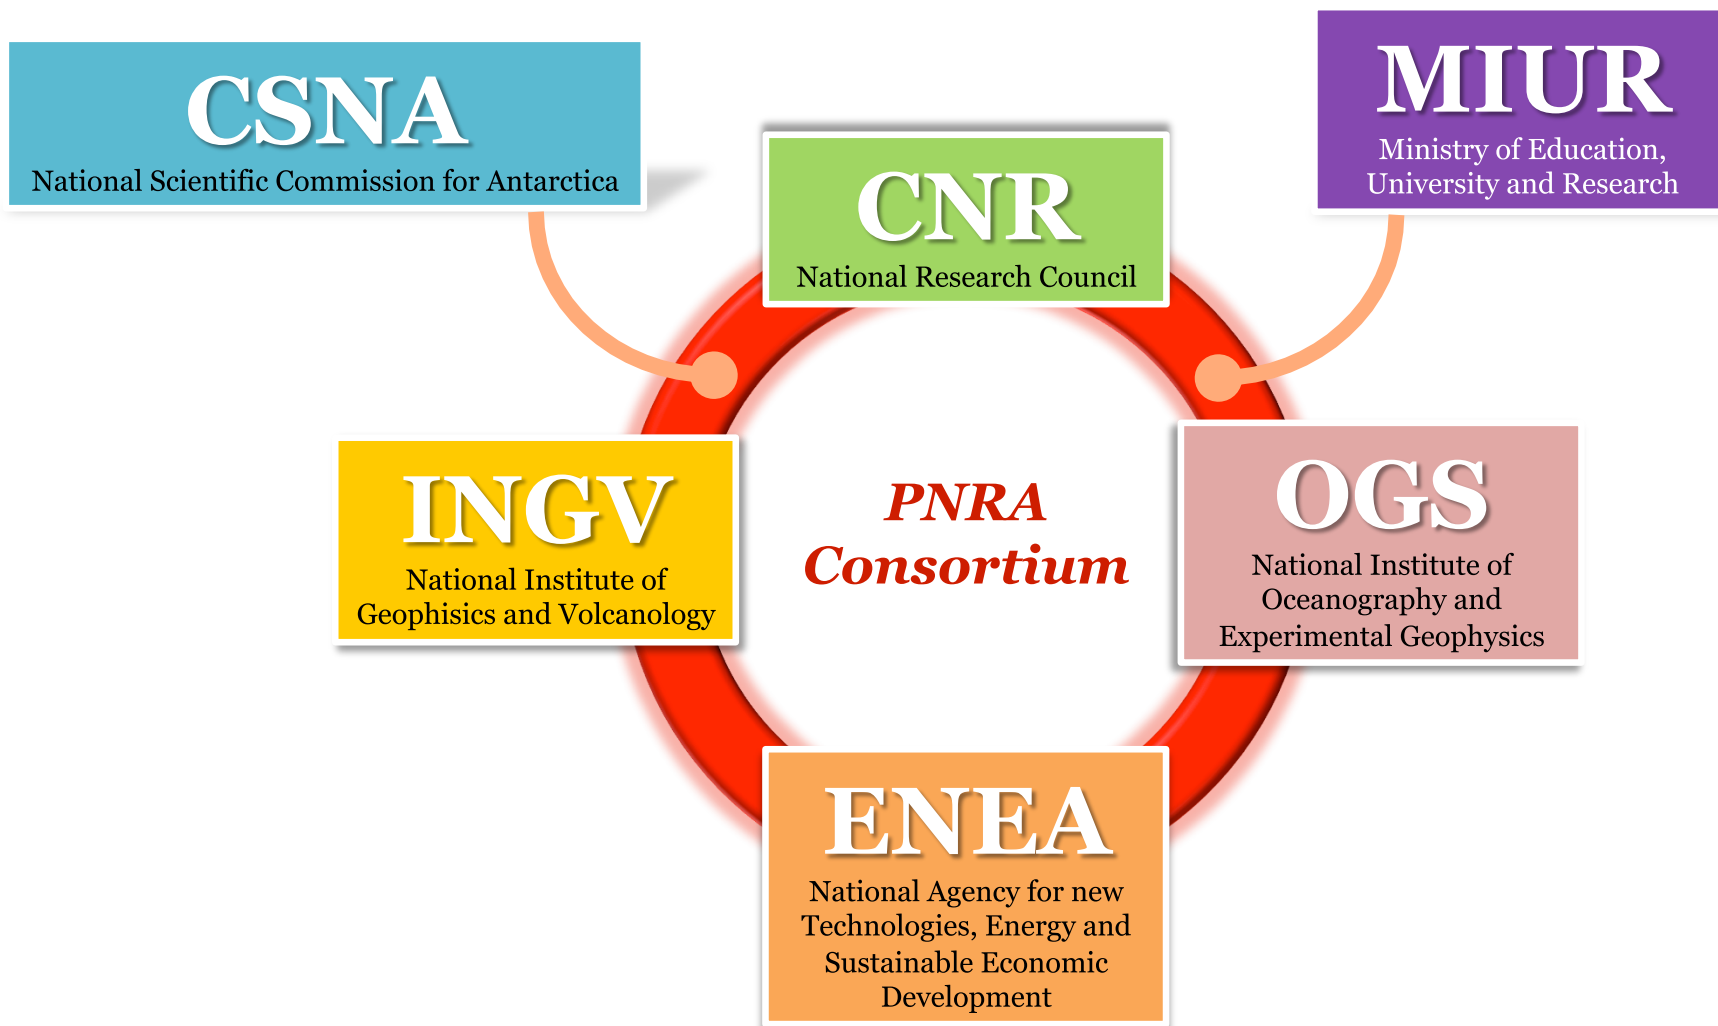 CSNA
National Scientific Commission for Antarctica
MIUR
Ministry of Education,
University and Research
CNR
National Research Council
INGV
National Institute of
Geophisics and Volcanology
PNRA
Consortium
OGS
National Institute of
Oceanography and
Experimental Geophysics
ENEA
National Agency for new
Technologies, Energy and
Sustainable Economic
Development